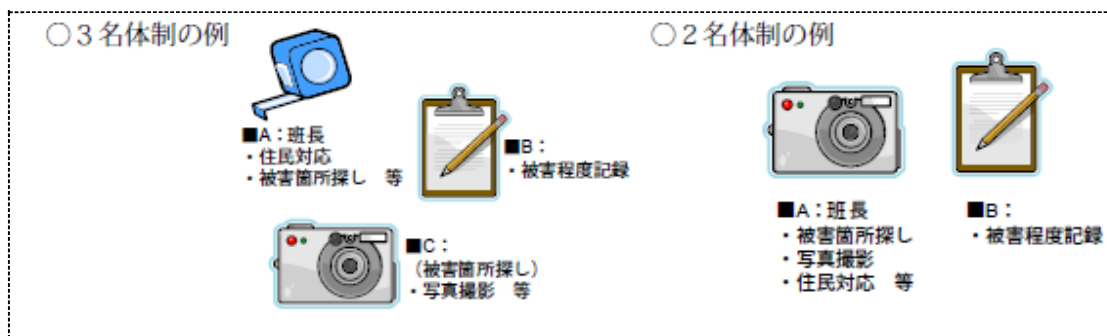 ○３名体制の例
■A：班長
・住民対応
・被害箇所探し　等
■B：
・被害程度記録
■C：
（被害箇所探し）
・写真撮影　等
○２名体制の例
■A：班長
・被害箇所探し
・写真撮影
・住民対応　等
■B：
・被害程度記録